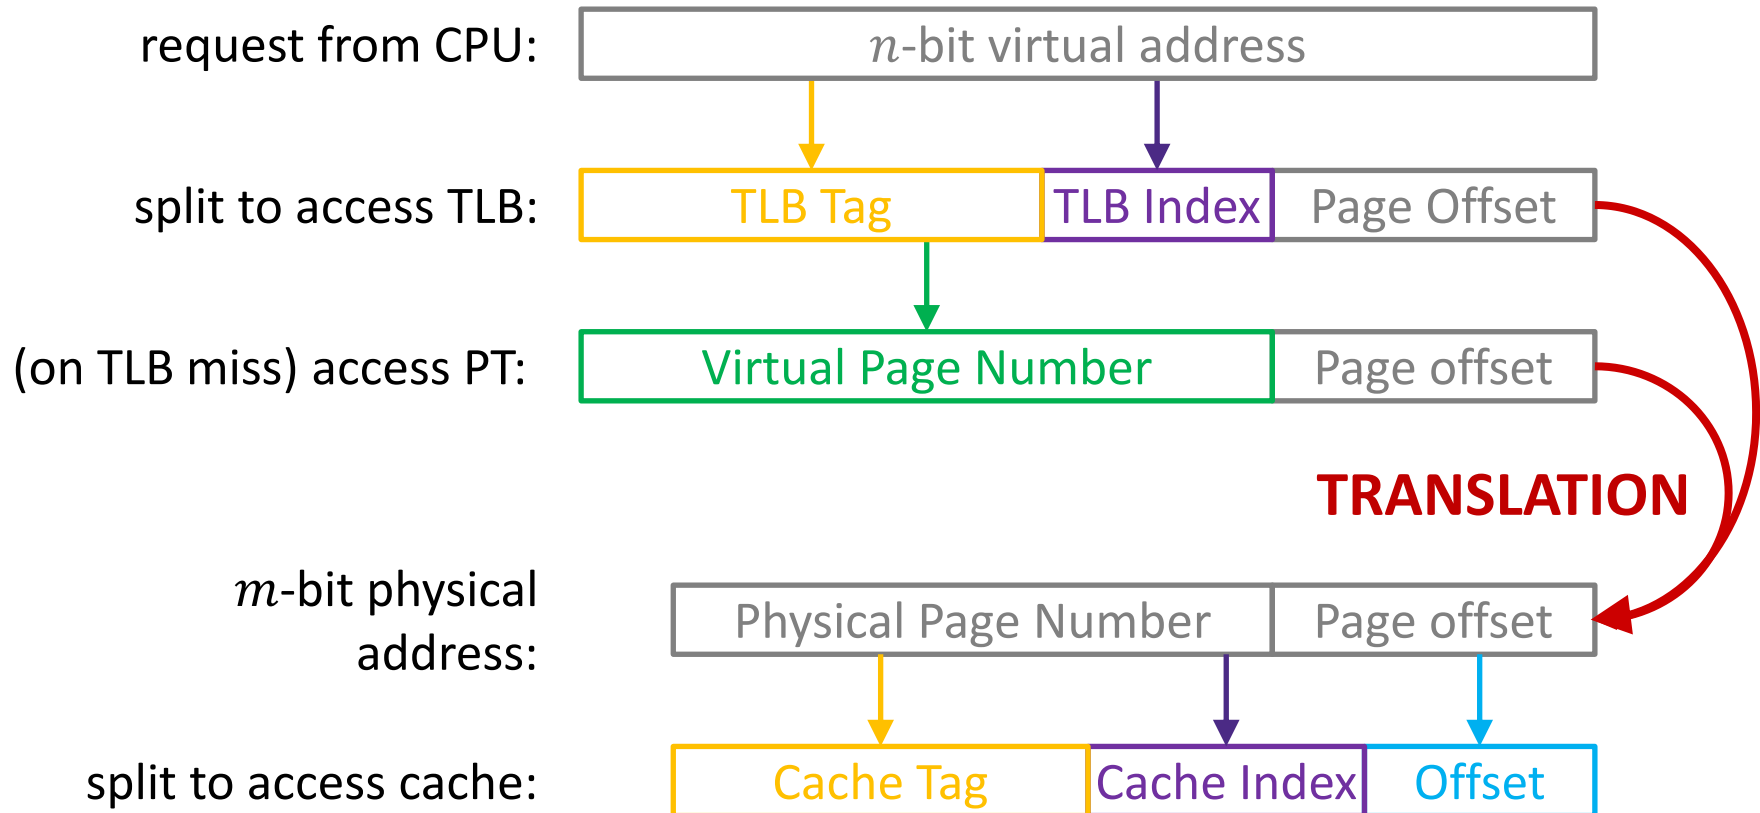 request from CPU: n-bit virtual address
split to access TLB: TLB Tag TLB Index Page Offset
(on TLB miss) access PT: Virtual Page Number Page offset
TRANSLATION
m-bit physical
address:
Physical Page Number Page offset
split to access cache: Cache Tag Cache Index Offset